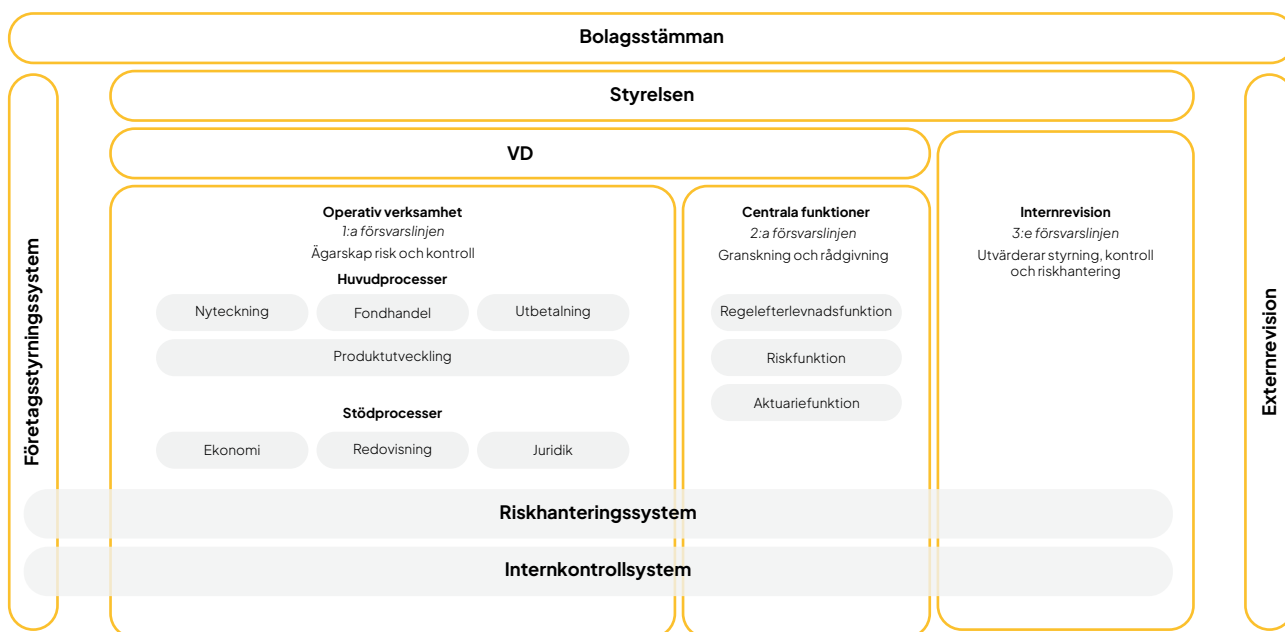 Bolagsstämman
Styrelsen
VD
Företagsstyrningssystem
Operativ verksamhet
1:a försvarslinjen
Ägarskap risk och kontroll
Huvudprocesser
Nyteckning
Fondhandel
Utbetalning
Produktutveckling
Stödprocesser
Ekonomi
Redovisning
Juridik
Centrala funktioner
2:a försvarslinjen
Granskning och rådgivning
Regelefterlevnadsfunktion
Riskfunktion
Aktuariefunktion
Internrevision
3:e försvarslinjen
Utvärderar styrning, kontroll
och riskhantering
Externrevision
Riskhanteringssystem
Internkontrollsystem